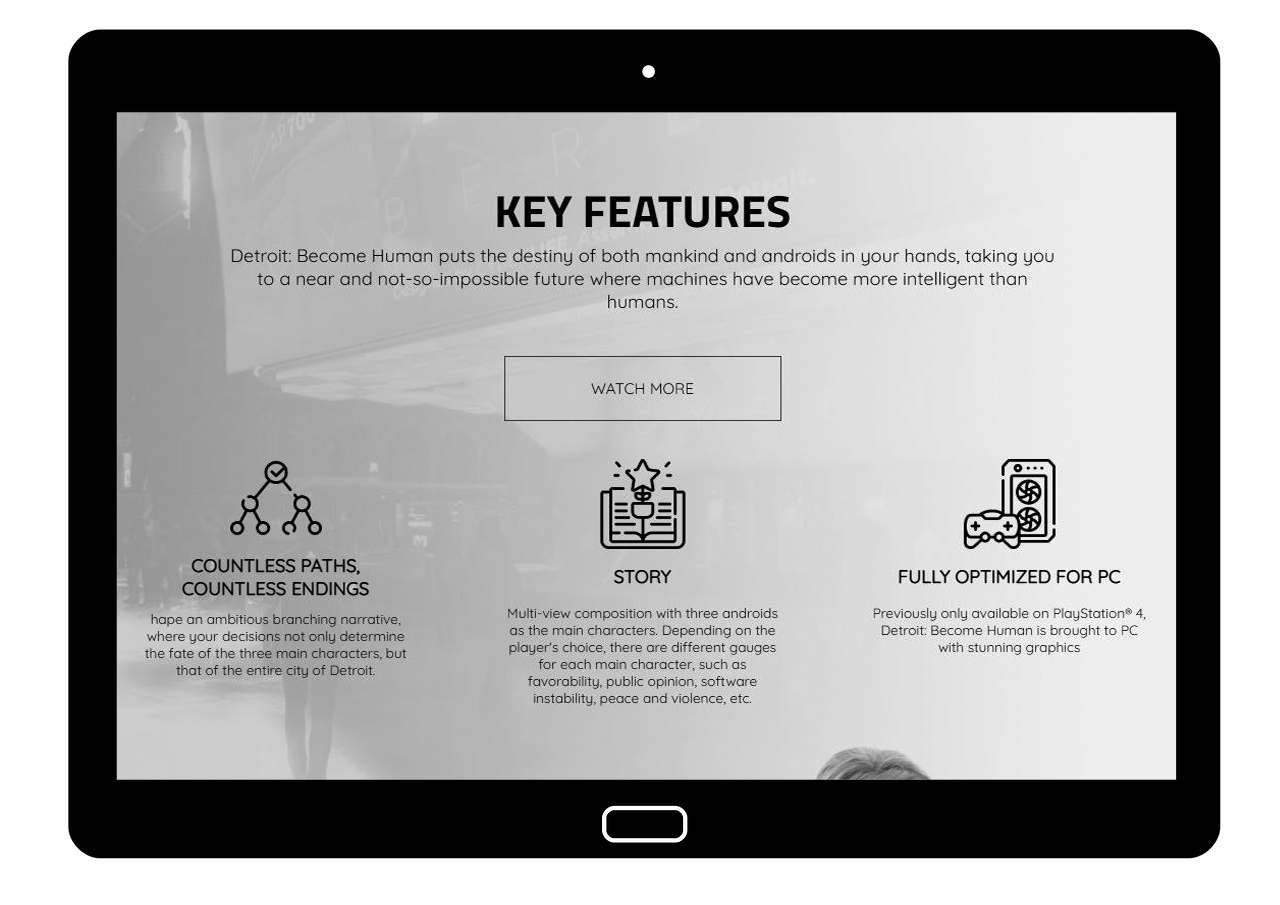 AP700
KEY FEATURES
Detroit: Become Human puts the destiny of both mankind and androids in your hands, taking you
to a near and not-so-impossible future where machines have become more intelligent than
humans.
WATCH MORE
COUNTLESS PATHS,
COUNTLESS ENDINGS
hape an ambitious branching narrative,
where your decisions not only determine
the fate of the three main characters, but
that of the entire city of Detroit.
STORY
Multi-view composition with three androids
as the main characters. Depending on the
player's choice, there are different gauges
for each main character, such as
favorability, public opinion, software
instability, peace and violence, etc.
FULLY OPTIMIZED FOR PC
Previously only available on PlayStation® 4,
Detroit: Become Human is brought to PC
with stunning graphics